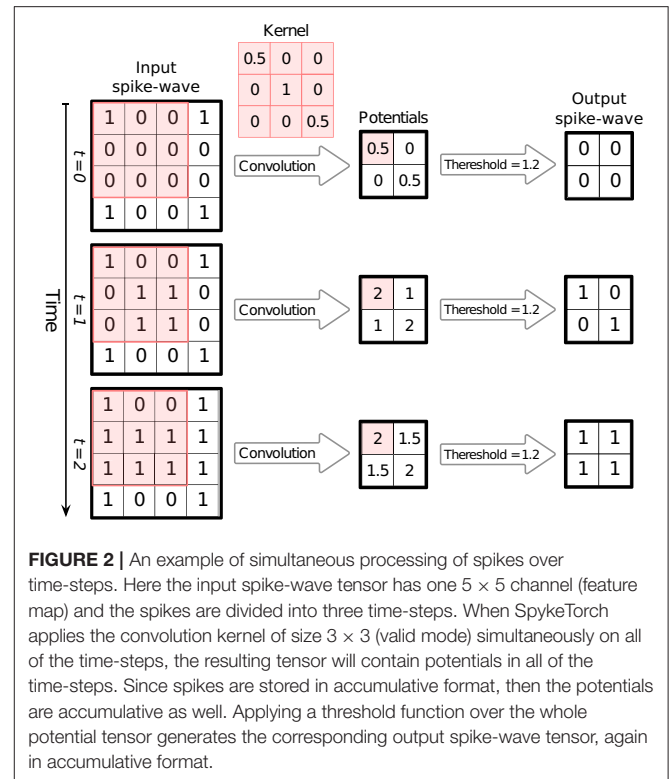 Kernel
0.5 0 0
0 1 0
0 0 0.5
Input
spike-wave
Potentials
Output
spike-wave
Time
t=0
1 0 0 1
0 0 0 0
0 0 0 0
1 0 0 1
Convolution
0.5 0
0 0.5
Thereshold = 1.2
0 0
0 0
t=1
1 0 0 1
0 1 1 0
0 1 1 0
1 0 0 1
Convolution
2 1
1 2
Thereshold = 1.2
1 0
0 1
t=2
1 0 0 1
1 1 1 1
1 1 1 1
1 0 0 1
Convolution
2 1.5
1.5 2
Thereshold = 1.2
1 1
1 1
FIGURE 2 | An example of simultaneous processing of spikes over
time-steps. Here the input spike-wave tensor has one 5 × 5 channel (feature
map) and the spikes are divided into three time-steps. When SpykeTorch
applies the convolution kernel of size 3 × 3 (valid mode) simultaneously on all
of the time-steps, the resulting tensor will contain potentials in all of the
time-steps. Since spikes are stored in accumulative format, then the potentials
are accumulative as well. Applying a threshold function over the whole
potential tensor generates the corresponding output spike-wave tensor, again
in accumulative format.